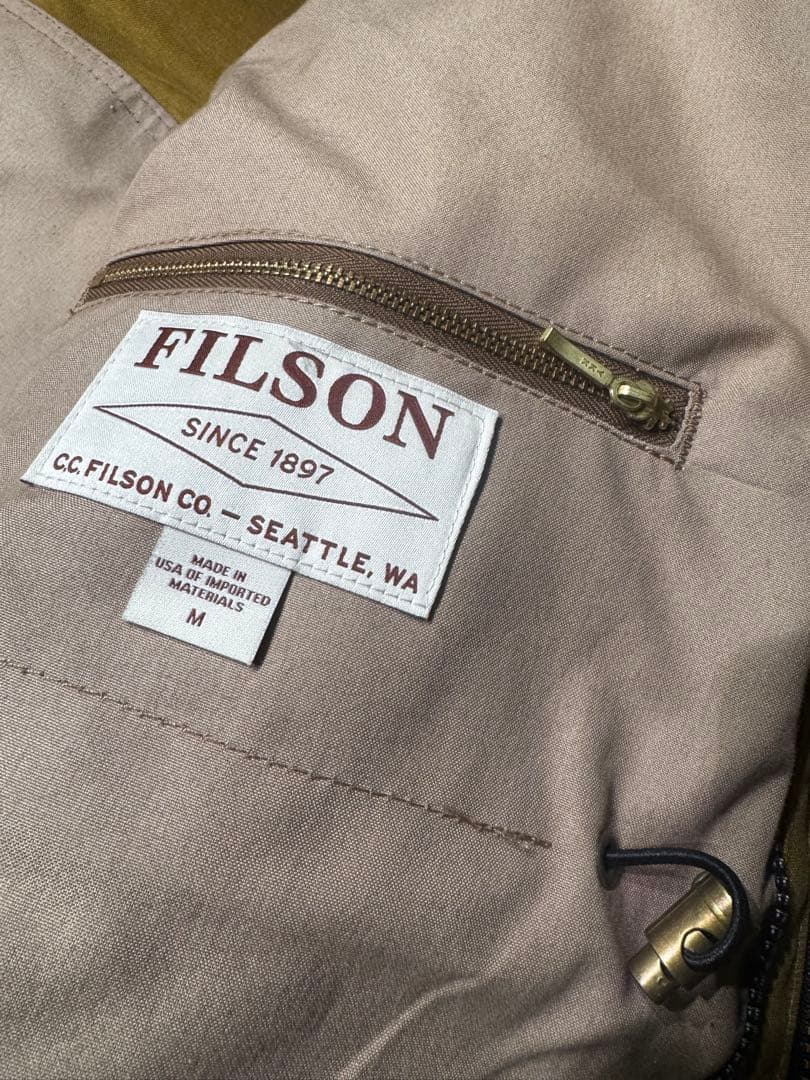 FILSON
SINCE 1897
C.C. FILSON CO. – SEATTLE, WA
MADE IN
USA OF IMPORTED
MATERIALS
M